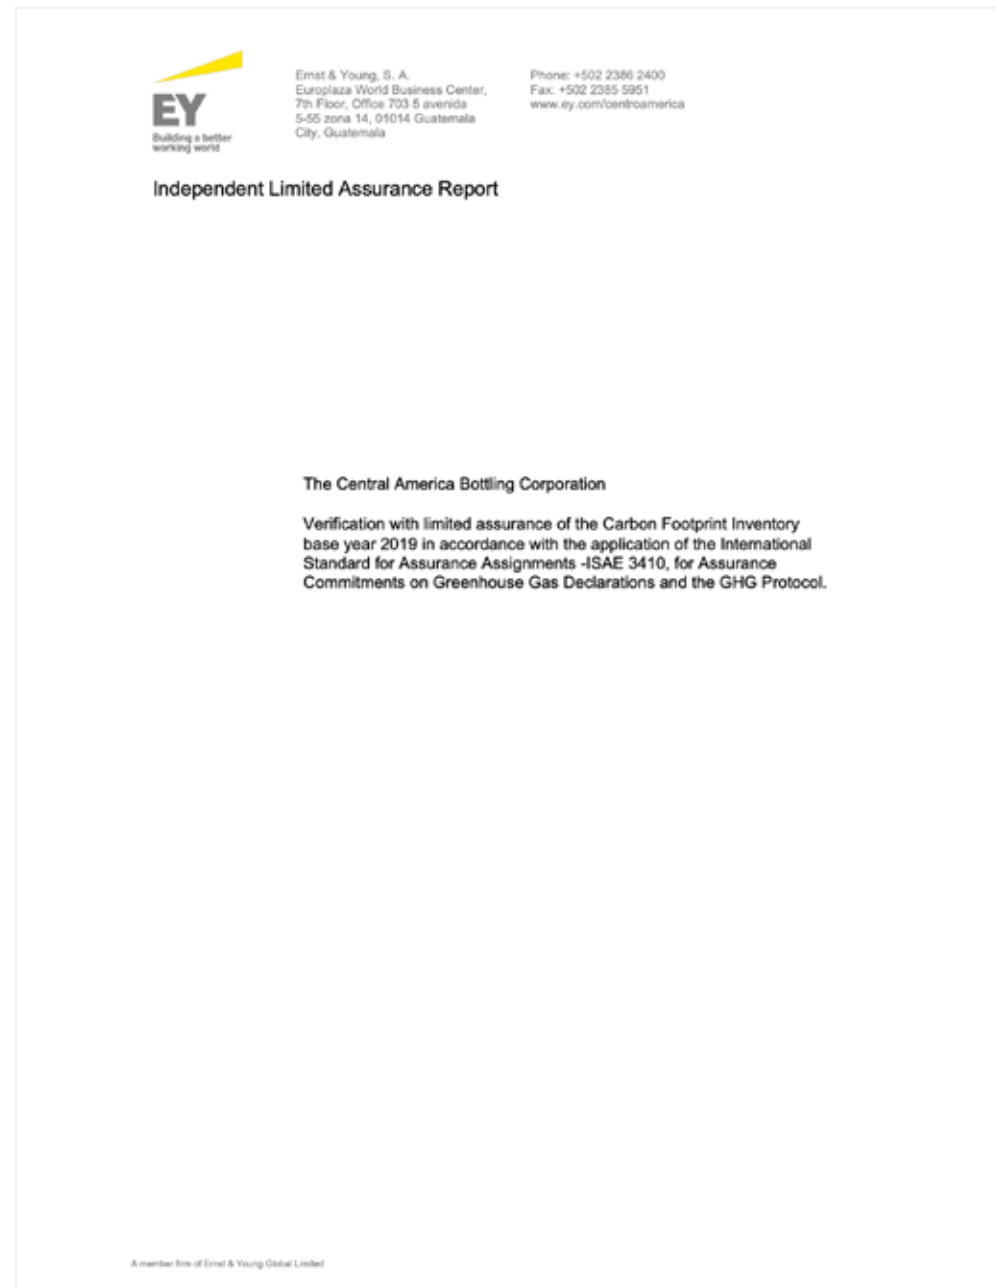 EY
Building a better
working world
Ernst & Young, S. A.
Europlaza World Business Center,
7th Floor, Office 703 5 avenida
5-55 zona 14, 01014 Guatemala
City, Guatemala
Phone: +502 2386 2400
Fax: +502 2385 5951
www.ey.com/centroamerica
Independent Limited Assurance Report
The Central America Bottling Corporation
Verification with limited assurance of the Carbon Footprint Inventory
base year 2019 in accordance with the application of the International
Standard for Assurance Assignments -ISAE 3410, for Assurance
Commitments on Greenhouse Gas Declarations and the GHG Protocol.
A member firm of Ernst & Young Global Limited